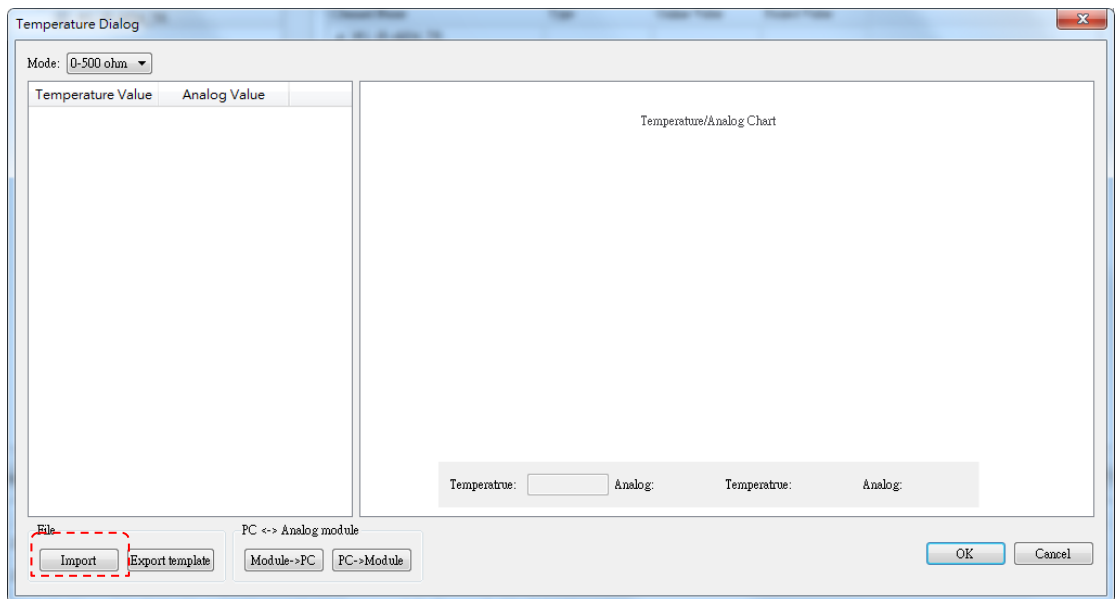 Temperature Dialog
Mode: 0-500 ohm
Temperature Value Analog Value
Temperature/Analog Chart
Temperatrue: Analog: Temperatrue: Analog:
File PC <-> Analog module
Import Export template Module->PC PC->Module OK Cancel